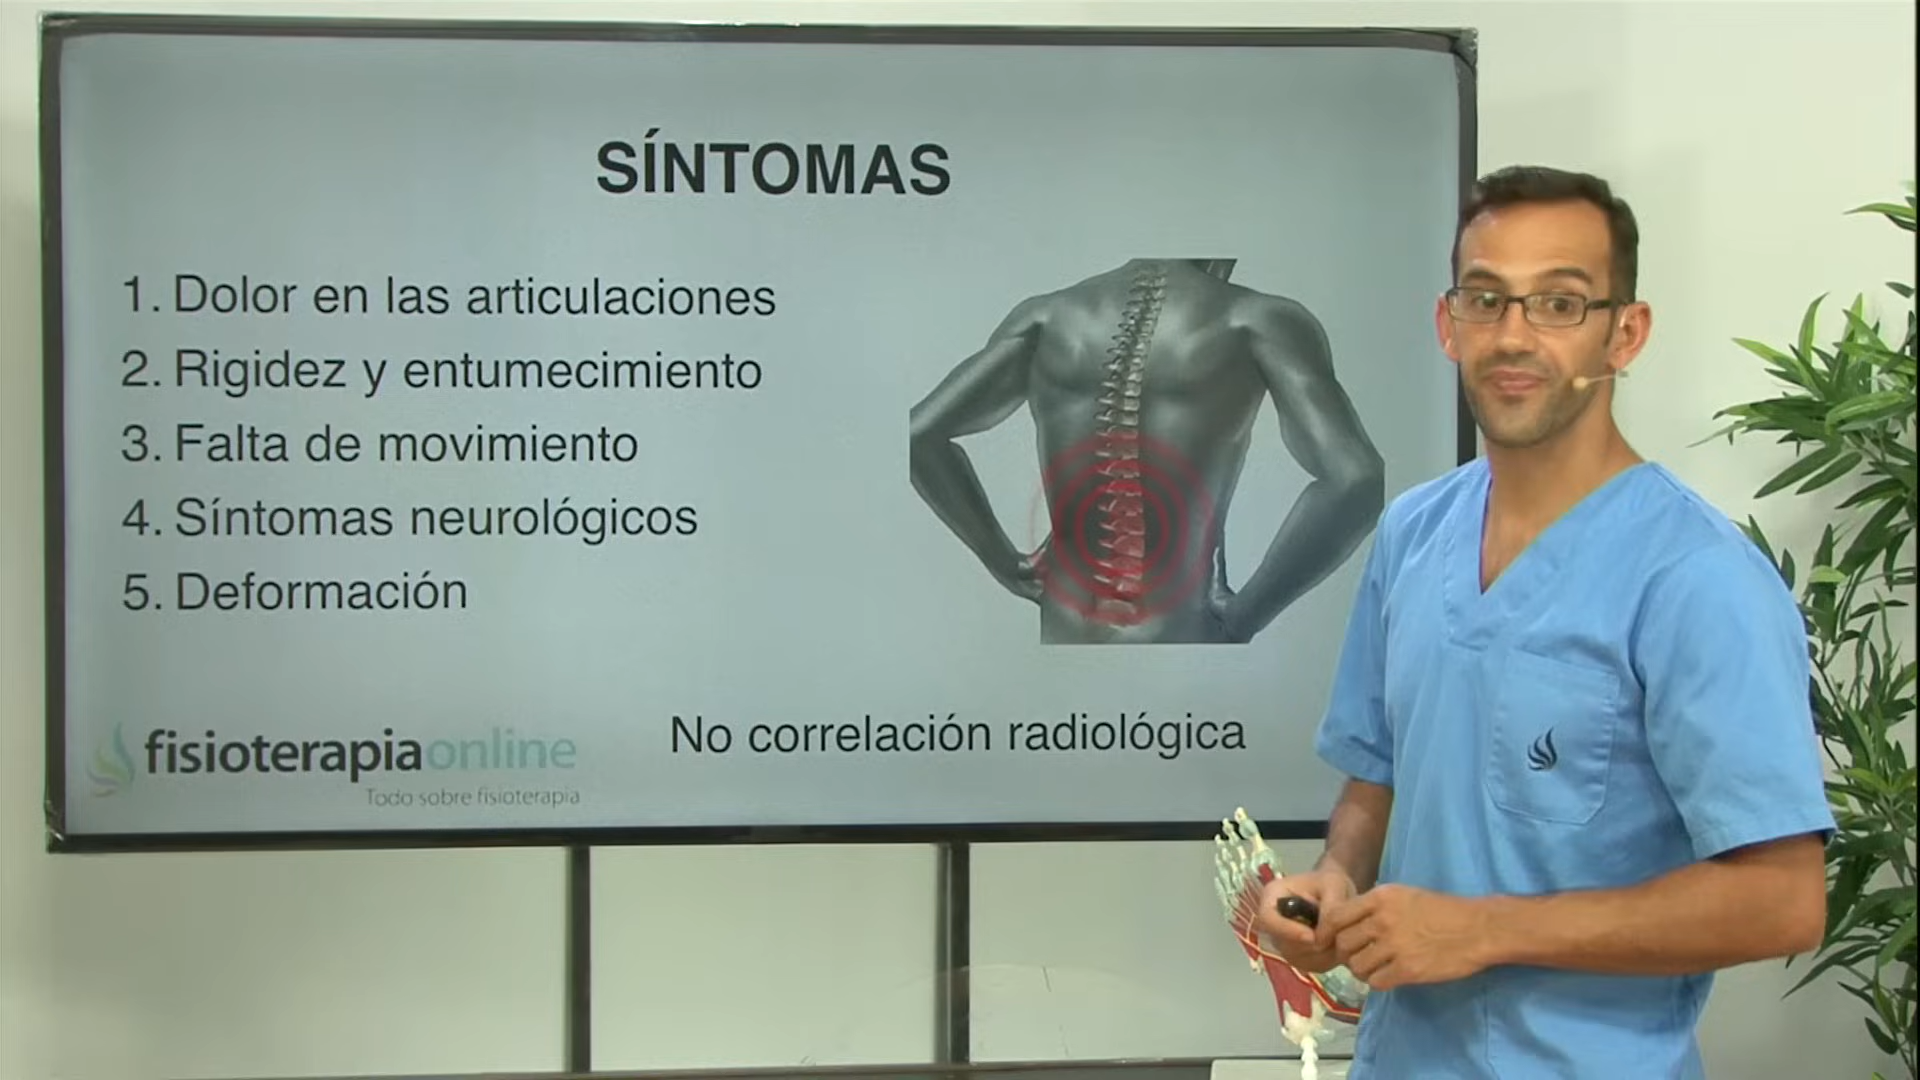 SÍNTOMAS
1. Dolor en las articulaciones
2. Rigidez y entumecimiento
3. Falta de movimiento
4. Síntomas neurológicos
5. Deformación
No correlación radiológica
fisioterapiaonline
Todo sobre fisioterapia